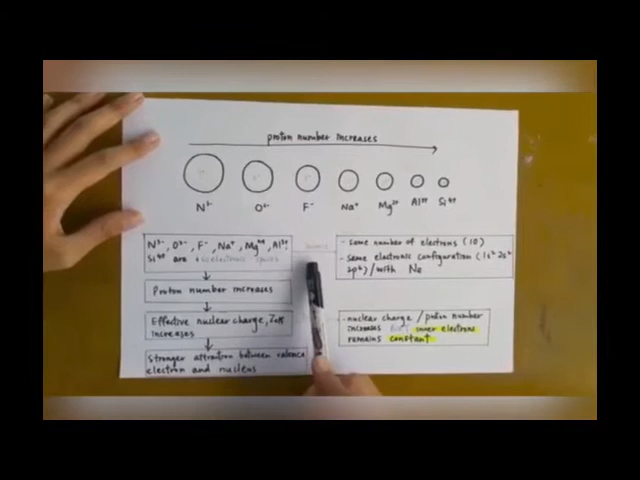 proton number increases
N³⁻ O²⁻ F⁻ Na⁺ Mg²⁺ Al³⁺ Si⁴⁺
N³⁻, O²⁻, F⁻, Na⁺, Mg²⁺, Al³⁺,
Si⁴⁺ are isoelectronic species
Proton number increases
Effective nuclear charge, Zeff
increases
Stronger attraction between valence
electron and nucleus
- same number of electrons (10)
- same electronic configuration (1s² 2s²
2p⁶) / with Ne
- nuclear charge / proton number
increases but inner electrons
remains constant